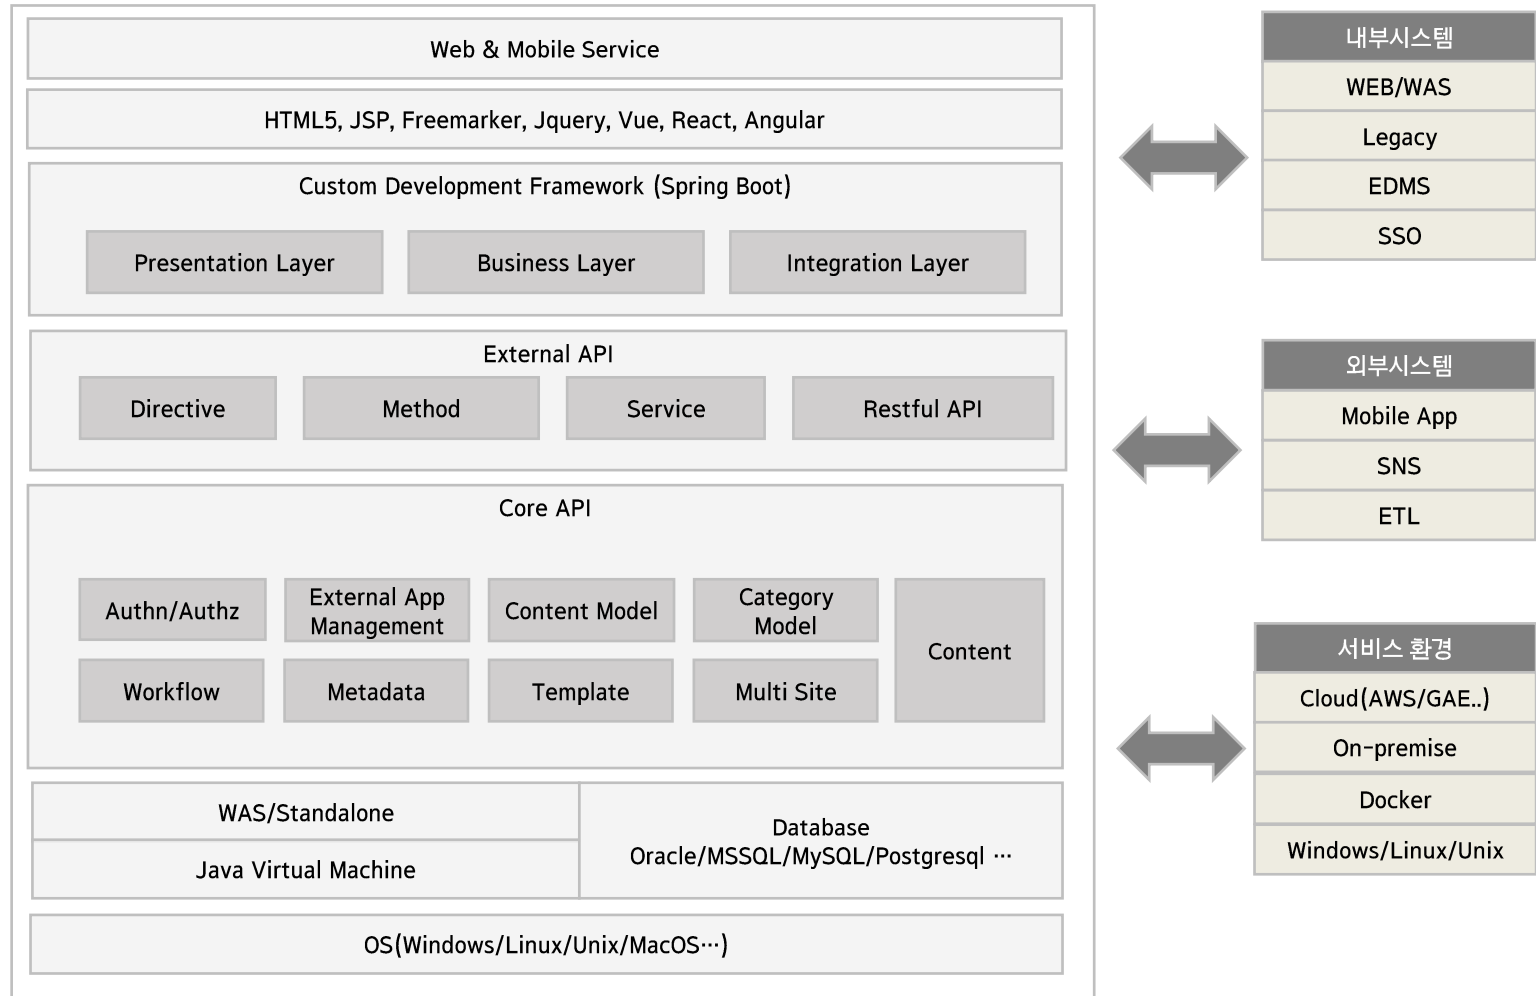 Web & Mobile Service
HTML5, JSP, Freemarker, Jquery, Vue, React, Angular
Custom Development Framework (Spring Boot)
Presentation Layer
Business Layer
Integration Layer
External API
Directive
Method
Service
Restful API
Core API
Authn/Authz
External App
Management
Content Model
Category
Model
Content
Workflow
Metadata
Template
Multi Site
WAS/Standalone
Java Virtual Machine
Database
Oracle/MSSQL/MySQL/Postgresql ···
OS(Windows/Linux/Unix/MacOS···)
내부시스템
WEB/WAS
Legacy
EDMS
SSO
외부시스템
Mobile App
SNS
ETL
서비스 환경
Cloud(AWS/GAE..)
On-premise
Docker
Windows/Linux/Unix